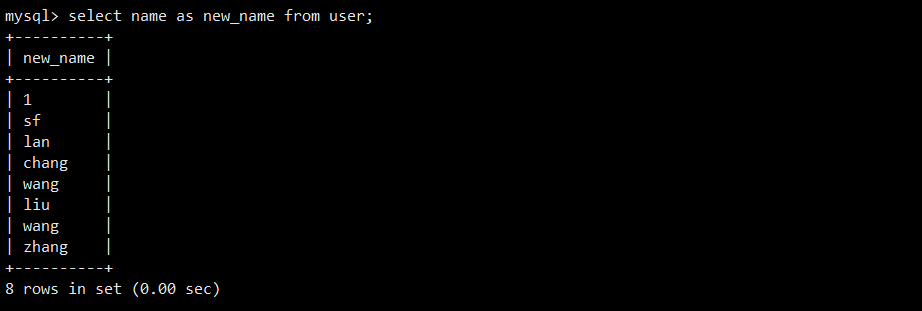 mysql> select name as new_name from user;
+----------+
| new_name |
+----------+
| 1        |
| sf       |
| lan      |
| chang    |
| wang     |
| liu      |
| wang     |
| zhang    |
+----------+
8 rows in set (0.00 sec)